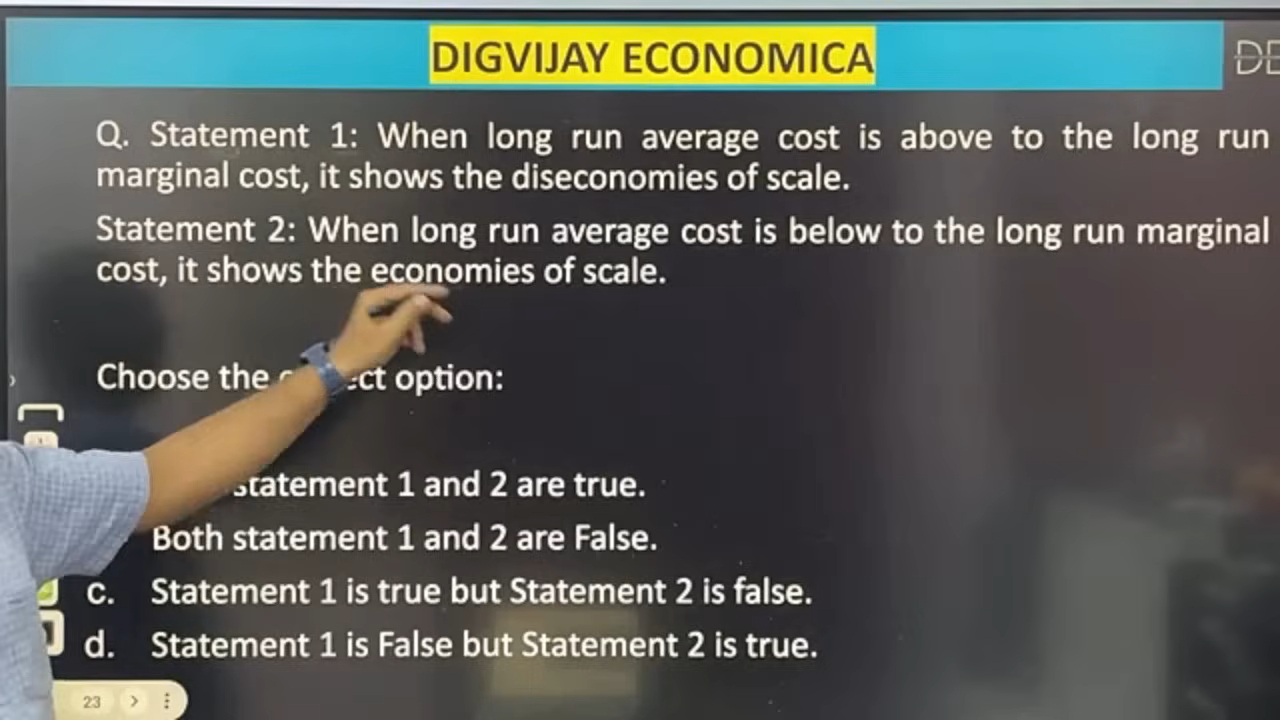 DIGVIJAY ECONOMICA
Q. Statement 1: When long run average cost is above to the long run
marginal cost, it shows the diseconomies of scale.
Statement 2: When long run average cost is below to the long run marginal
cost, it shows the economies of scale.
Choose the option:
statement 1 and 2 are true.
Both statement 1 and 2 are False.
c. Statement 1 is true but Statement 2 is false.
d. Statement 1 is False but Statement 2 is true.
23